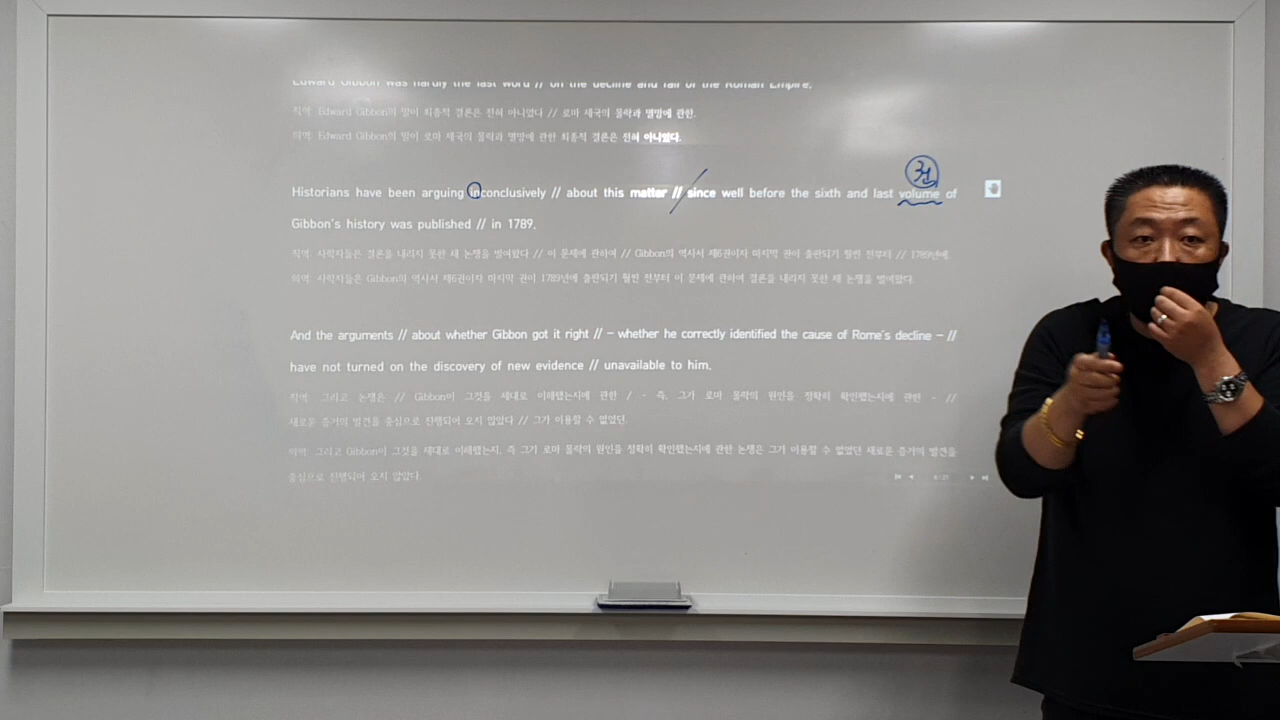 Edward Gibbon was hardly the last word // on the decline and fall of the Roman Empire.
직역: Edward Gibbon의 말이 최종적 결론은 전혀 아니었다 // 로마 제국의 몰락과 멸망에 관한.
의역: Edward Gibbon의 말이 로마 제국의 몰락과 멸망에 관한 최종적 결론은 전혀 아니었다.
권
Historians have been arguing inconclusively // about this matter // since well before the sixth and last volume of
Gibbon's history was published // in 1789.
직역: 사학자들은 결론을 내리지 못한 채 논쟁을 벌여왔다 // 이 문제에 관하여 // Gibbon의 역사서 제6권이자 마지막 권이 출판되기 훨씬 전부터 // 1789년에.
의역: 사학자들은 Gibbon의 역사서 제6권이자 마지막 권이 1789년에 출판되기 훨씬 전부터 이 문제에 관하여 결론을 내리지 못한 채 논쟁을 벌여왔다.
And the arguments // about whether Gibbon got it right // – whether he correctly identified the cause of Rome's decline – //
have not turned on the discovery of new evidence // unavailable to him.
직역: 그리고 논쟁은 // Gibbon이 그것을 제대로 이해했는지에 관한 / – 즉, 그가 로마 몰락의 원인을 정확히 확인했는지에 관한 – //
새로운 증거의 발견을 중심으로 진행되어 오지 않았다 // 그가 이용할 수 없었던.
의역: 그리고 Gibbon이 그것을 제대로 이해했는지, 즉 그가 로마 몰락의 원인을 정확히 확인했는지에 관한 논쟁은 그가 이용할 수 없었던 새로운 증거의 발견을
중심으로 진행되어 오지 않았다.